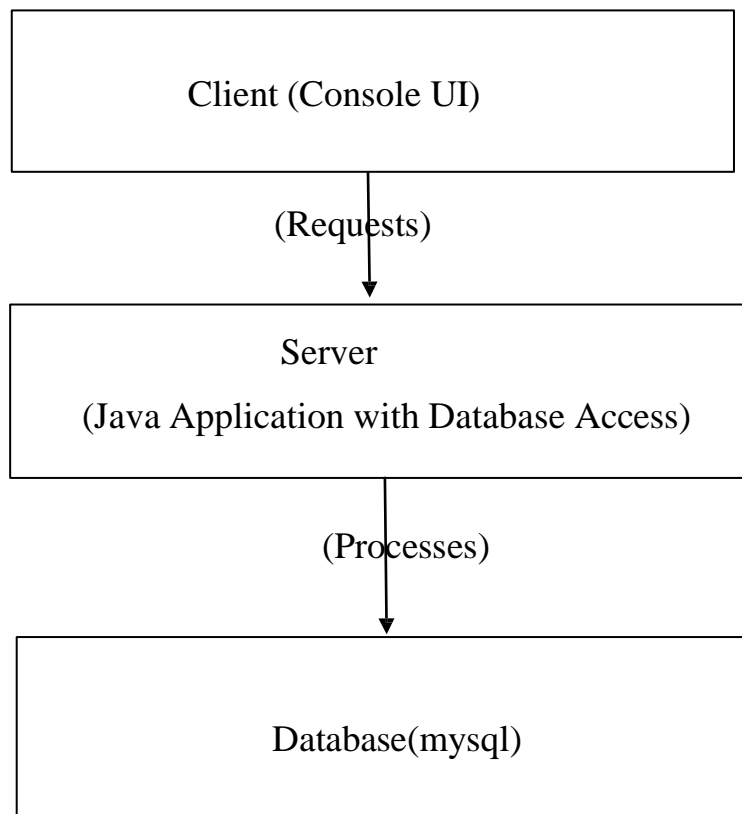 Client (Console UI)
(Requests)
Server
(Java Application with Database Access)
(Processes)
Database(mysql)